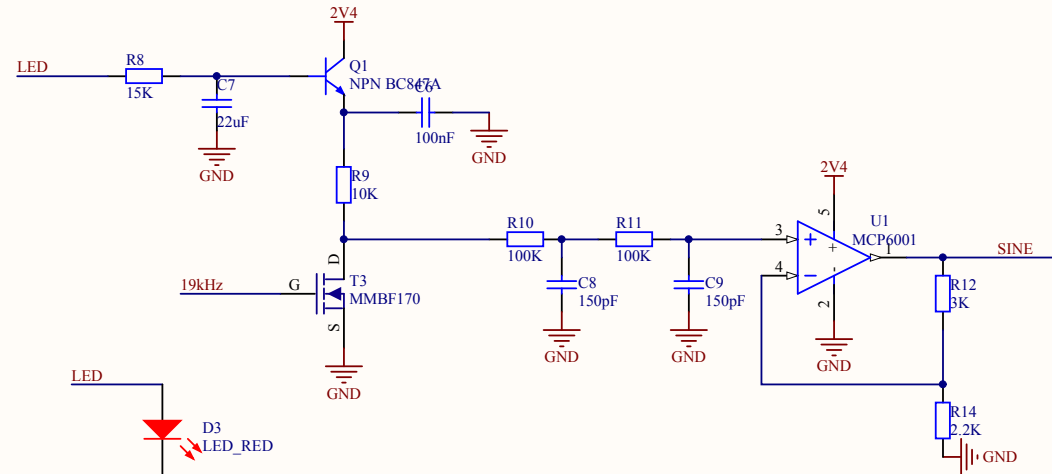 2V4
LED
R8
15K
C7
22uF
GND
Q1
NPN BC847A
C6
100nF
GND
R9
10K
R10
100K
R11
100K
C8
150pF
GND
C9
150pF
GND
2V4
5
U1
MCP6001
3
4
1
2
+
−
+
-
GND
SINE
R12
3K
R14
2.2K
GND
19kHz
G
D
S
T3
MMBF170
GND
LED
D3
LED_RED